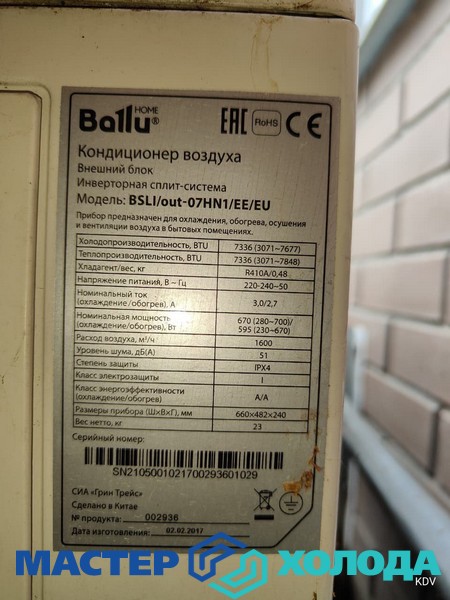 Ballu®
HOME
EAC RoHS CE
Кондиционер воздуха
Внешний блок
Инверторная сплит-система
Модель: BSLI/out-07HN1/EE/EU
Прибор предназначен для охлаждения, обогрева, осушения
и вентиляции воздуха в бытовых помещениях.
Холодопроизводительность, BTU 7336 (3071~7677)
Теплопроизводительность, BTU 7336 (3071~7848)
Хладагент/вес, кг R410A/0,48
Напряжение питания, В ~ Гц 220-240~50
Номинальный ток
(охлаждение/обогрев), А 3,0/2,7
Номинальная мощность
(охлаждение/обогрев), Вт 670 (280~700)/
595 (230~670)
Расход воздуха, м³/ч 1600
Уровень шума, дБ(А) 51
Степень защиты IPX4
Класс электрозащиты I
Класс энергоэффективности
(охлаждение/обогрев) A/A
Размеры прибора (Ш×В×Г), мм 660×482×240
Вес нетто, кг 23
Серийный номер:
SN2105001021700293601029
СИА «Грин Трейс»
Сделано в Китае
№ продукта: 002936
Дата изготовления: 02.02.2017
МАСТЕР ХОЛОДА
KDV